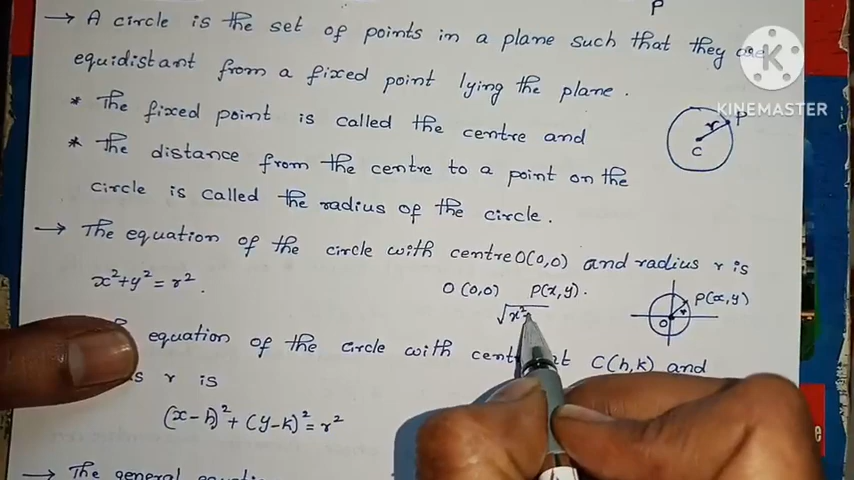 P
→ A circle is the set of points in a plane such that they are
equidistant from a fixed point lying the plane.
* The fixed point is called the centre and
* The distance from the centre to a point on the
circle is called the radius of the circle.
K
KINEMASTER
r P
C
→ The equation of the circle with centre O(0,0) and radius r is
x²+y² = r².
O (0,0) P(x,y).
√x²
P(x,y)
r
O
equation of the circle with at C(h,k) and
r is
(x-h)² + (y-k)² = r²
→ The general